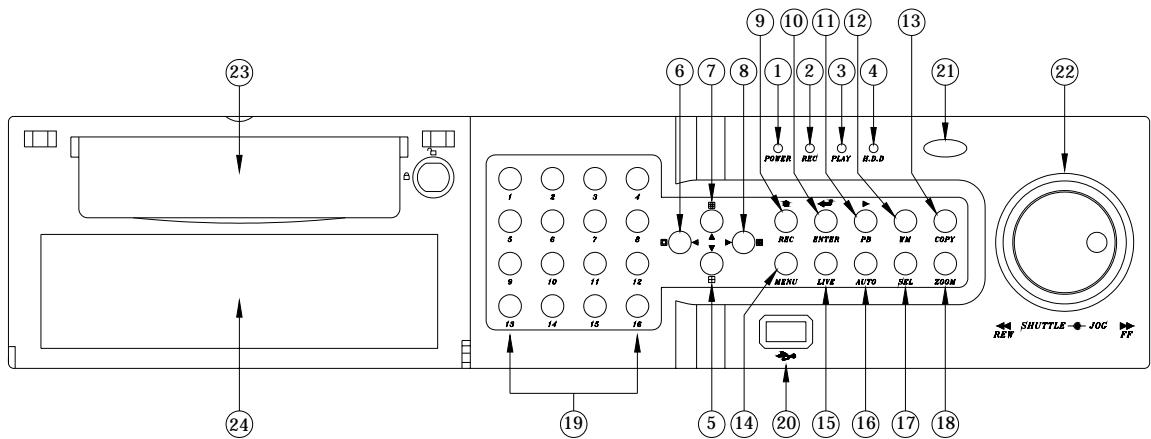 9 10 11 12 13
23 6 7 8 1 2 3 4 21 22
POWER REC PLAY H.D.D
1 2 3 4
5 6 7 8
REC ENTER PB WM COPY
9 10 11 12
MENU LIVE AUTO SEL ZOOM
13 14 15 16
REW SHUTTLE JOG FF
24 19 5 14 20 15 16 17 18